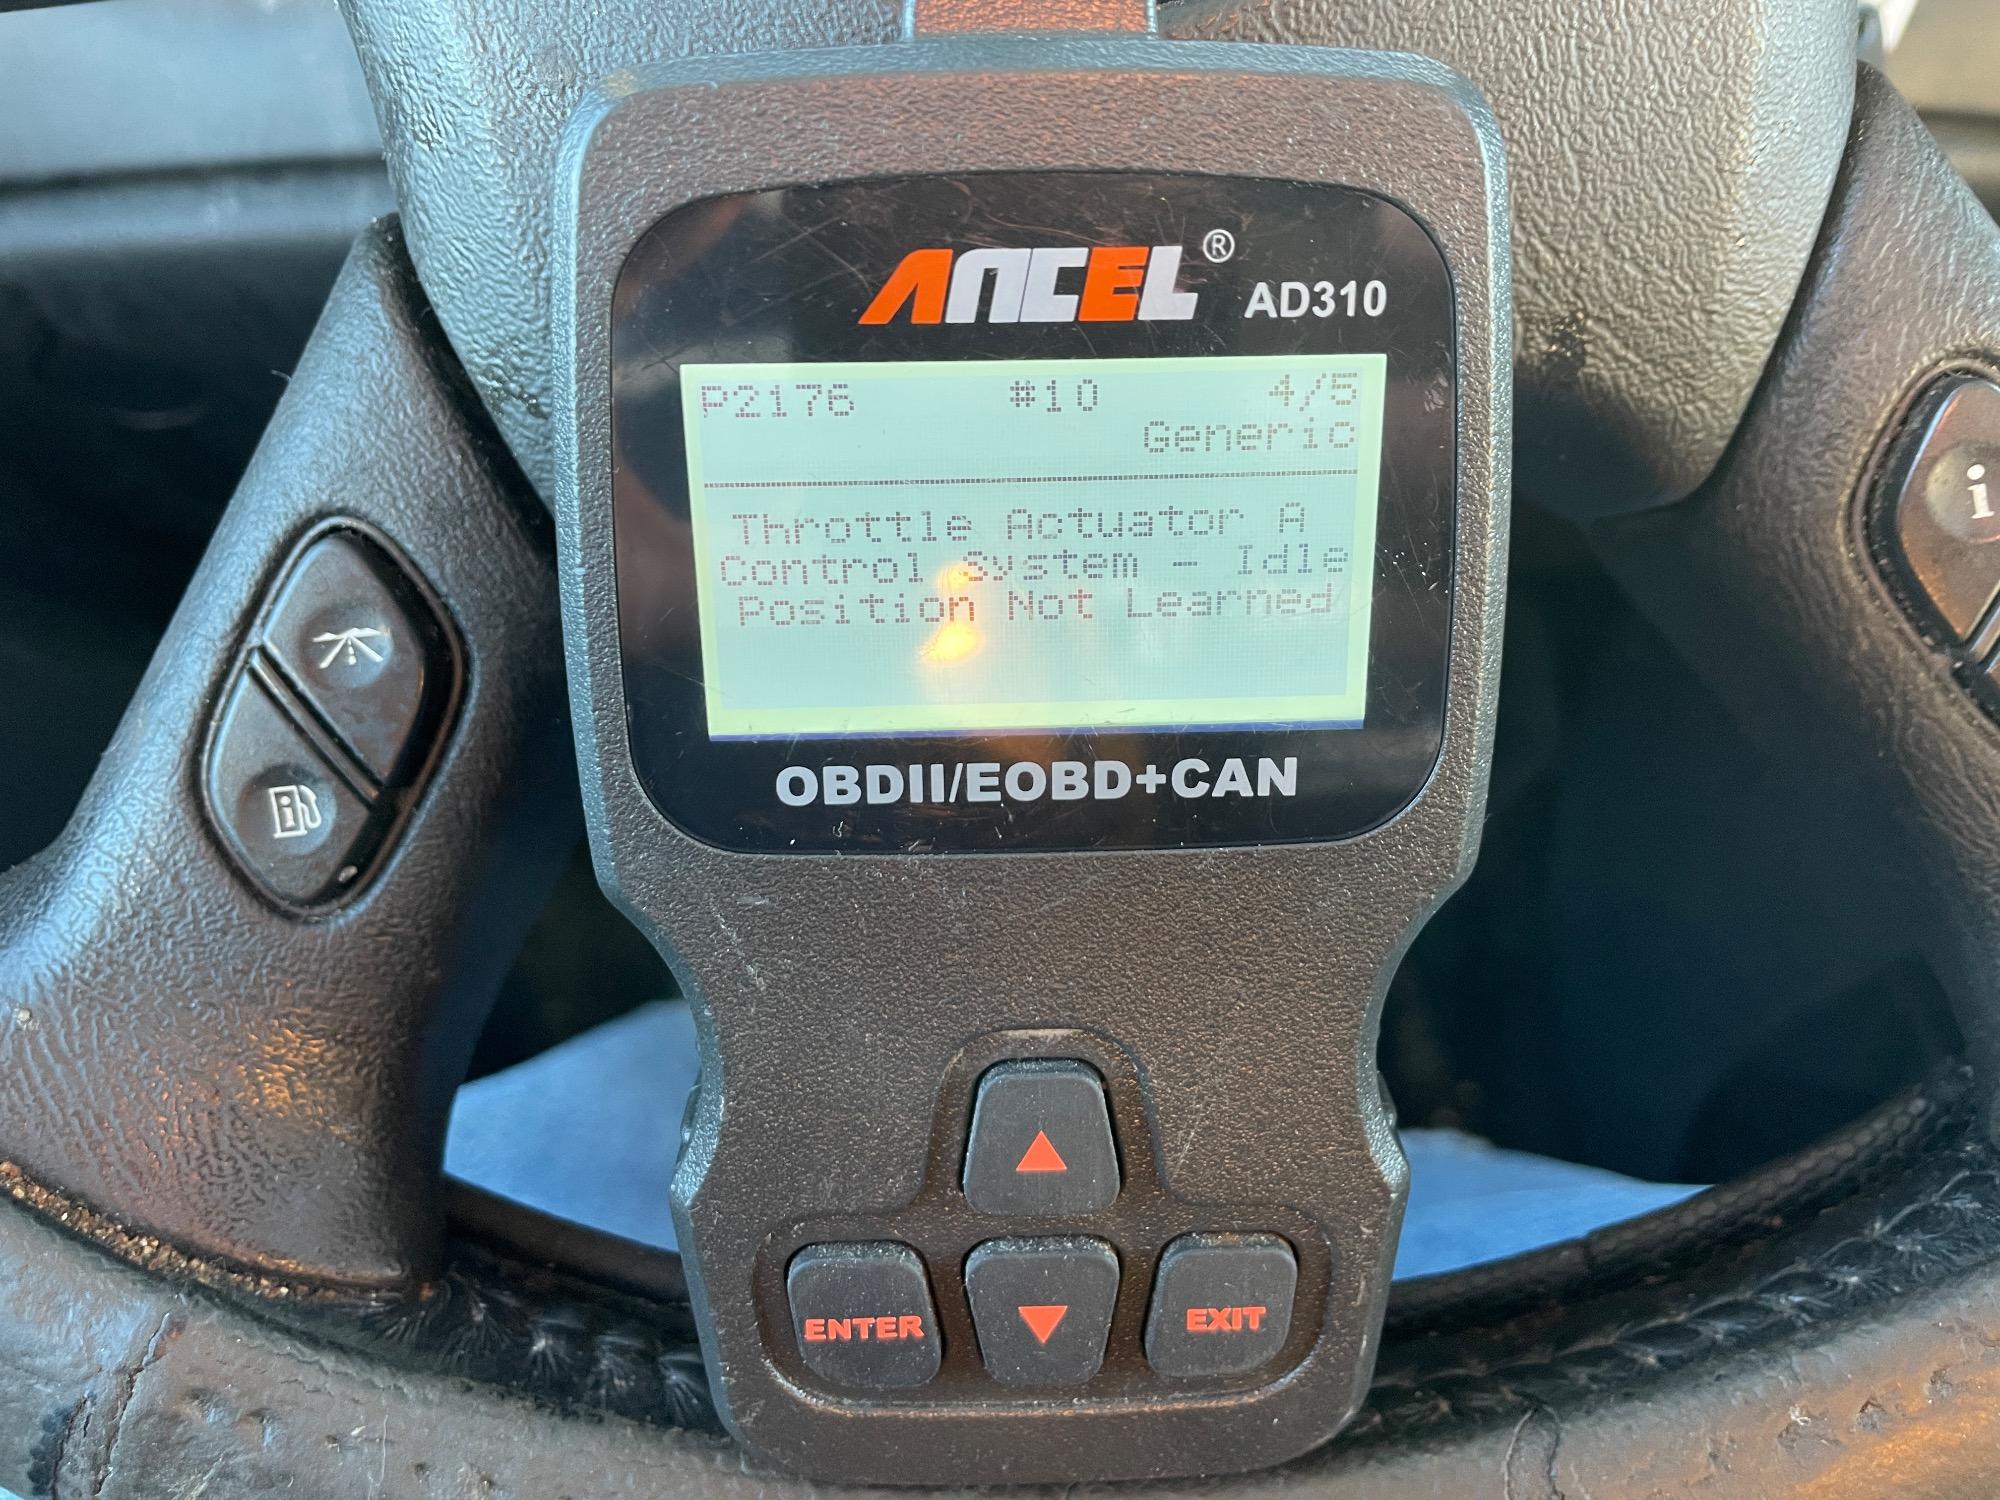 ANCEL® AD310
P2176 #10 4/5
Generic
Throttle Actuator A
Control System - Idle
Position Not Learned
OBDII/EOBD+CAN
i
i
ENTER
EXIT